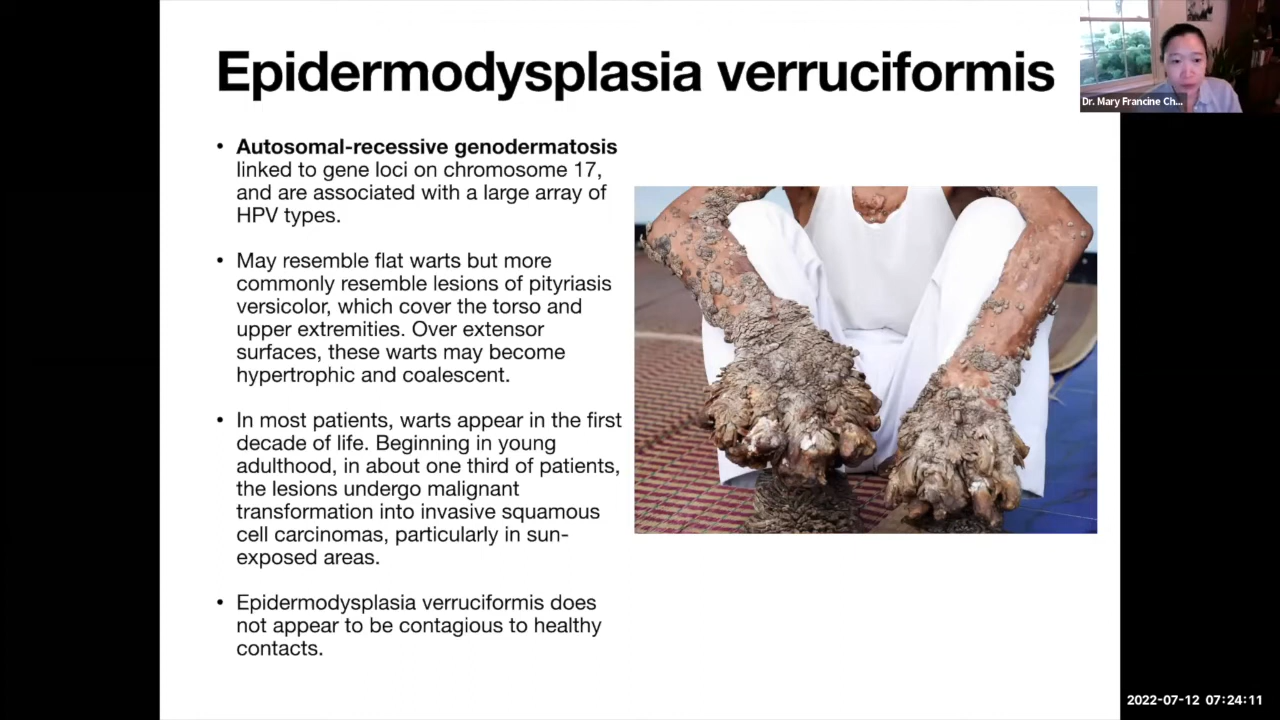 Epidermodysplasia verruciformis
Dr. Mary Francine Ch...
• Autosomal-recessive genodermatosis
linked to gene loci on chromosome 17,
and are associated with a large array of
HPV types.
• May resemble flat warts but more
commonly resemble lesions of pityriasis
versicolor, which cover the torso and
upper extremities. Over extensor
surfaces, these warts may become
hypertrophic and coalescent.
• In most patients, warts appear in the first
decade of life. Beginning in young
adulthood, in about one third of patients,
the lesions undergo malignant
transformation into invasive squamous
cell carcinomas, particularly in sun-
exposed areas.
• Epidermodysplasia verruciformis does
not appear to be contagious to healthy
contacts.
2022-07-12 07:24:11